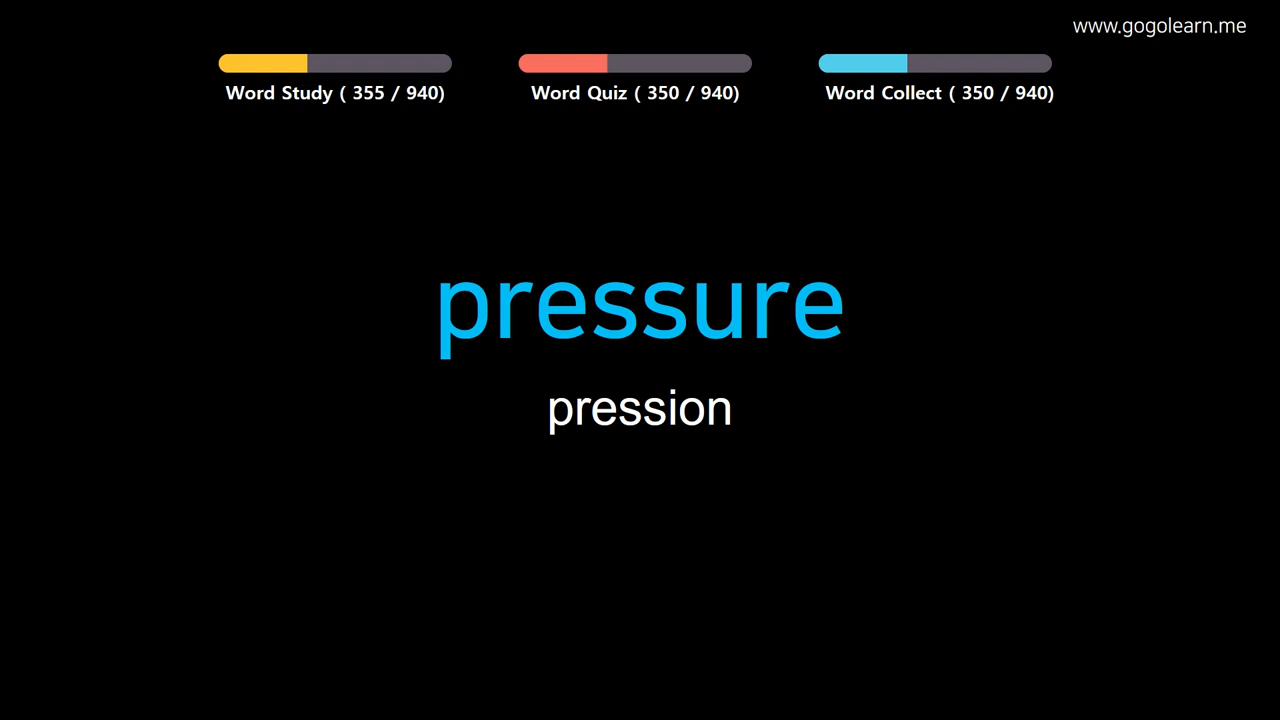 www.gogolearn.me
Word Study ( 355 / 940)
Word Quiz ( 350 / 940)
Word Collect ( 350 / 940)
pressure
pression